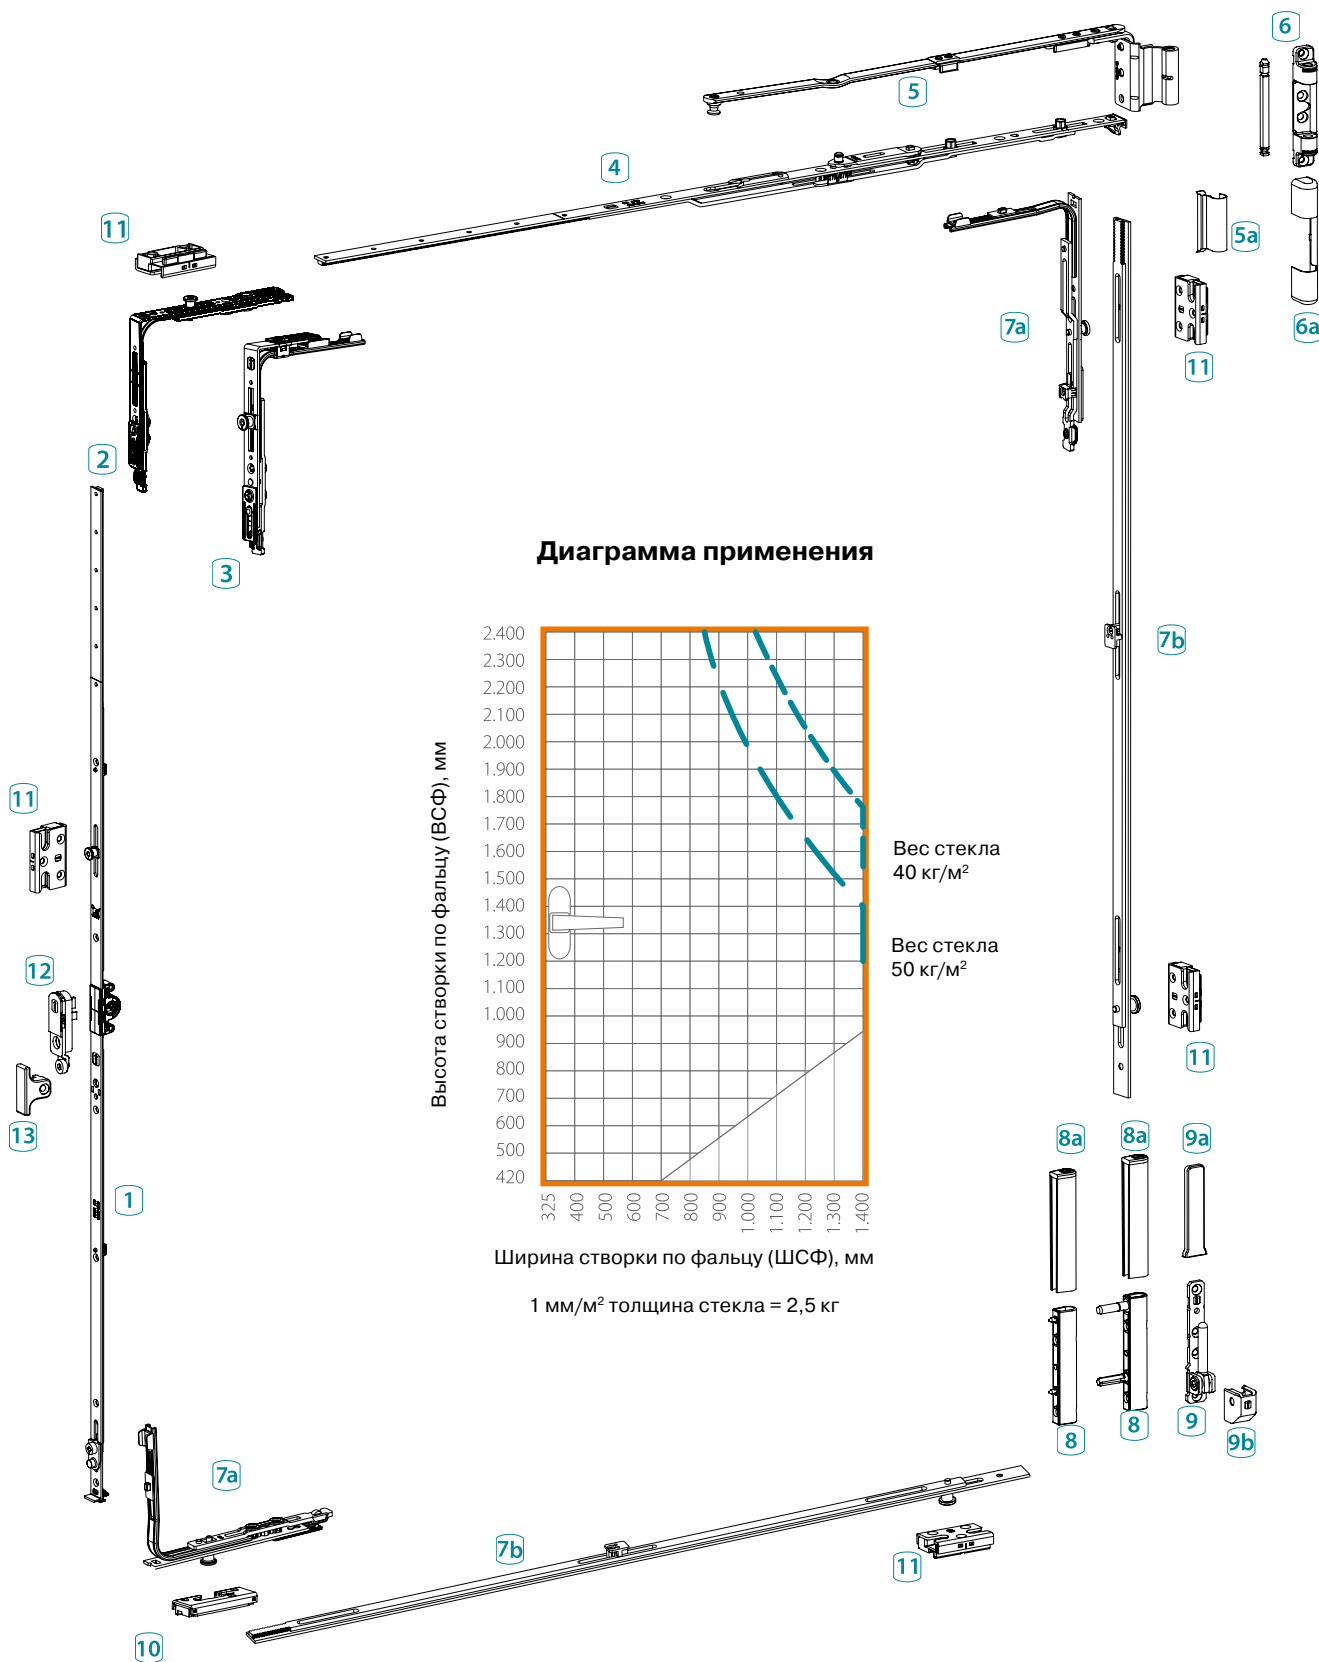 6
5
4
11
5a
7a
6a
11
2
3
Диаграмма применения
Высота створки по фальцу (ВСФ), мм
2.400
2.300
2.200
2.100
2.000
1.900
1.800
1.700
1.600
1.500
1.400
1.300
1.200
1.100
1.000
900
800
700
600
500
420
325
400
500
600
700
800
900
1.000
1.100
1.200
1.300
1.400
Ширина створки по фальцу (ШСФ), мм
1 мм/м² толщина стекла = 2,5 кг
Вес стекла
40 кг/м²
Вес стекла
50 кг/м²
7b
11
12
13
1
11
8a
8a
9a
8
8
9
9b
7a
7b
11
10